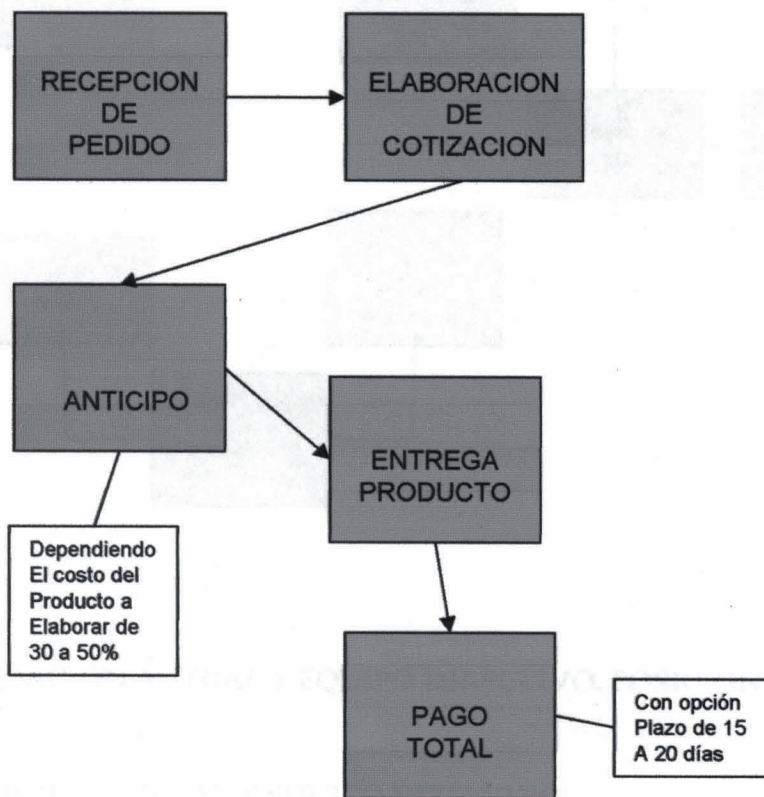 RECEPCION
DE
PEDIDO
ELABORACION
DE
COTIZACION
ANTICIPO
ENTREGA
PRODUCTO
Dependiendo
El costo del
Producto a
Elaborar de
30 a 50%
PAGO
TOTAL
Con opción
Plazo de 15
A 20 días